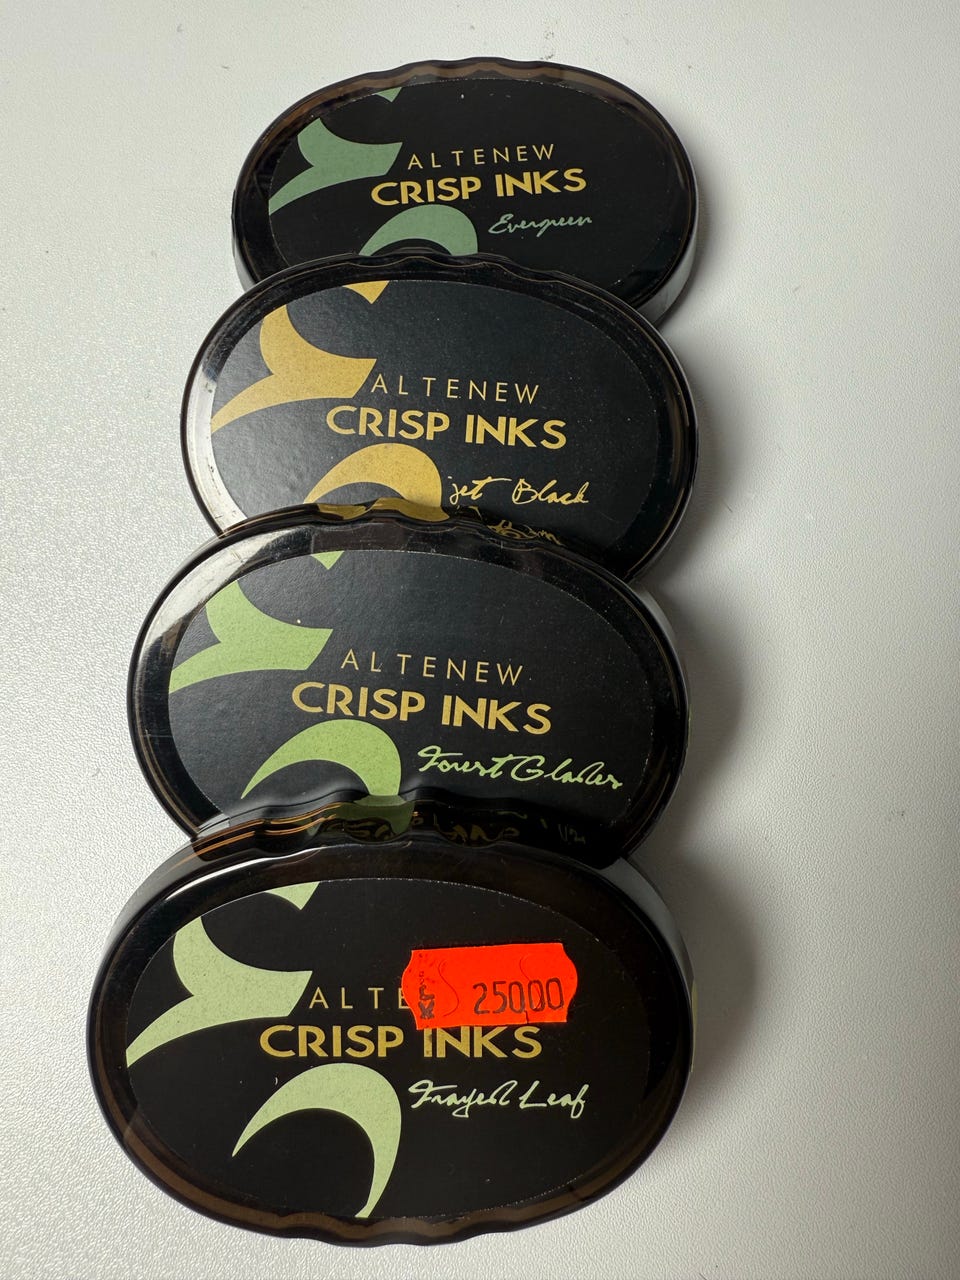 ALTENEW
CRISP INKS
Evergreen
ALTENEW
CRISP INKS
Jet Black
ALTENEW
CRISP INKS
Forest Glades
ALTE
25000
CRISP INKS
Frayed Leaf